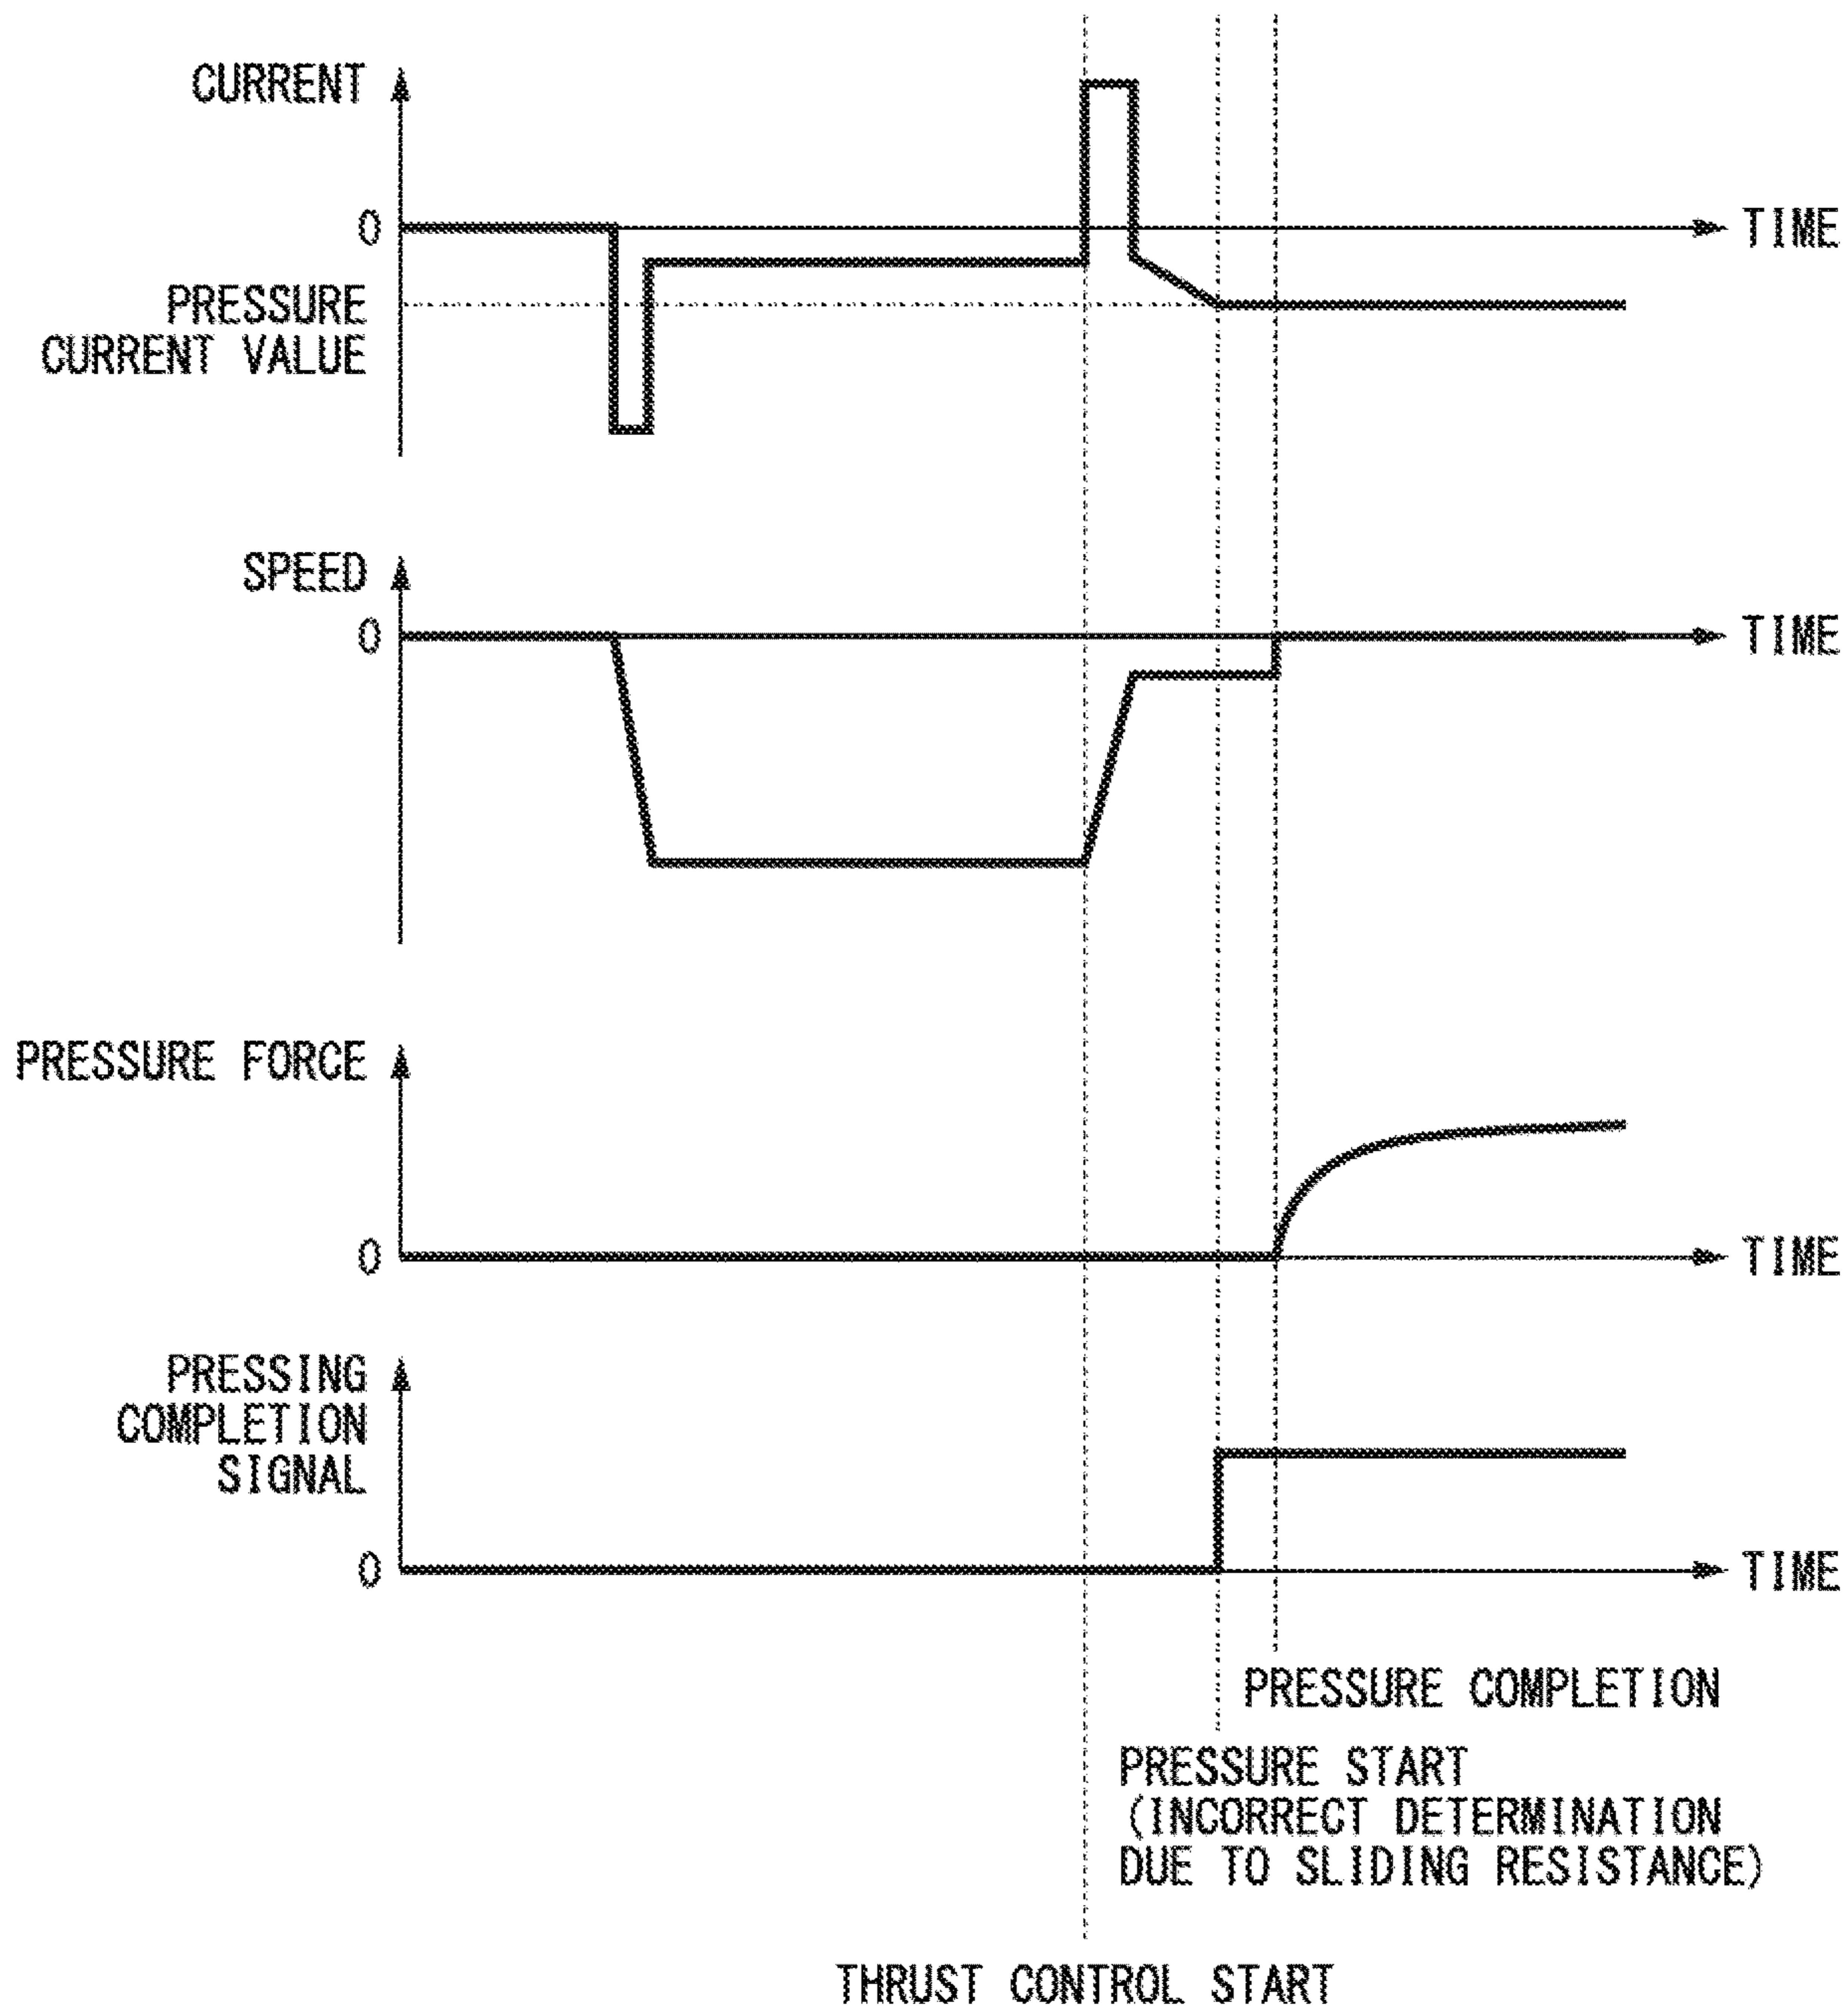 CURRENT
0
TIME
PRESSURE
CURRENT VALUE
SPEED
0
TIME
PRESSURE FORCE
0
TIME
PRESSING
COMPLETION
SIGNAL
0
TIME
PRESSURE COMPLETION
PRESSURE START
(INCORRECT DETERMINATION
DUE TO SLIDING RESISTANCE)
THRUST CONTROL START